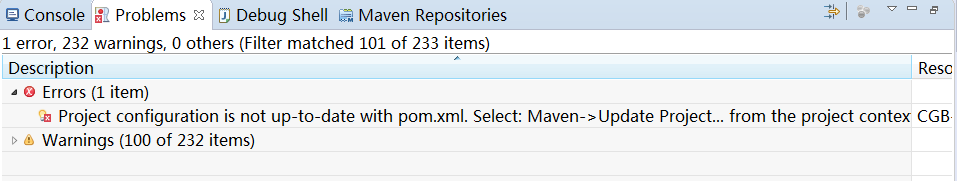 Console Problems Debug Shell Maven Repositories
1 error, 232 warnings, 0 others (Filter matched 101 of 233 items)
Description Reso
Errors (1 item)
Project configuration is not up-to-date with pom.xml. Select: Maven->Update Project... from the project contex CGB-
Warnings (100 of 232 items)